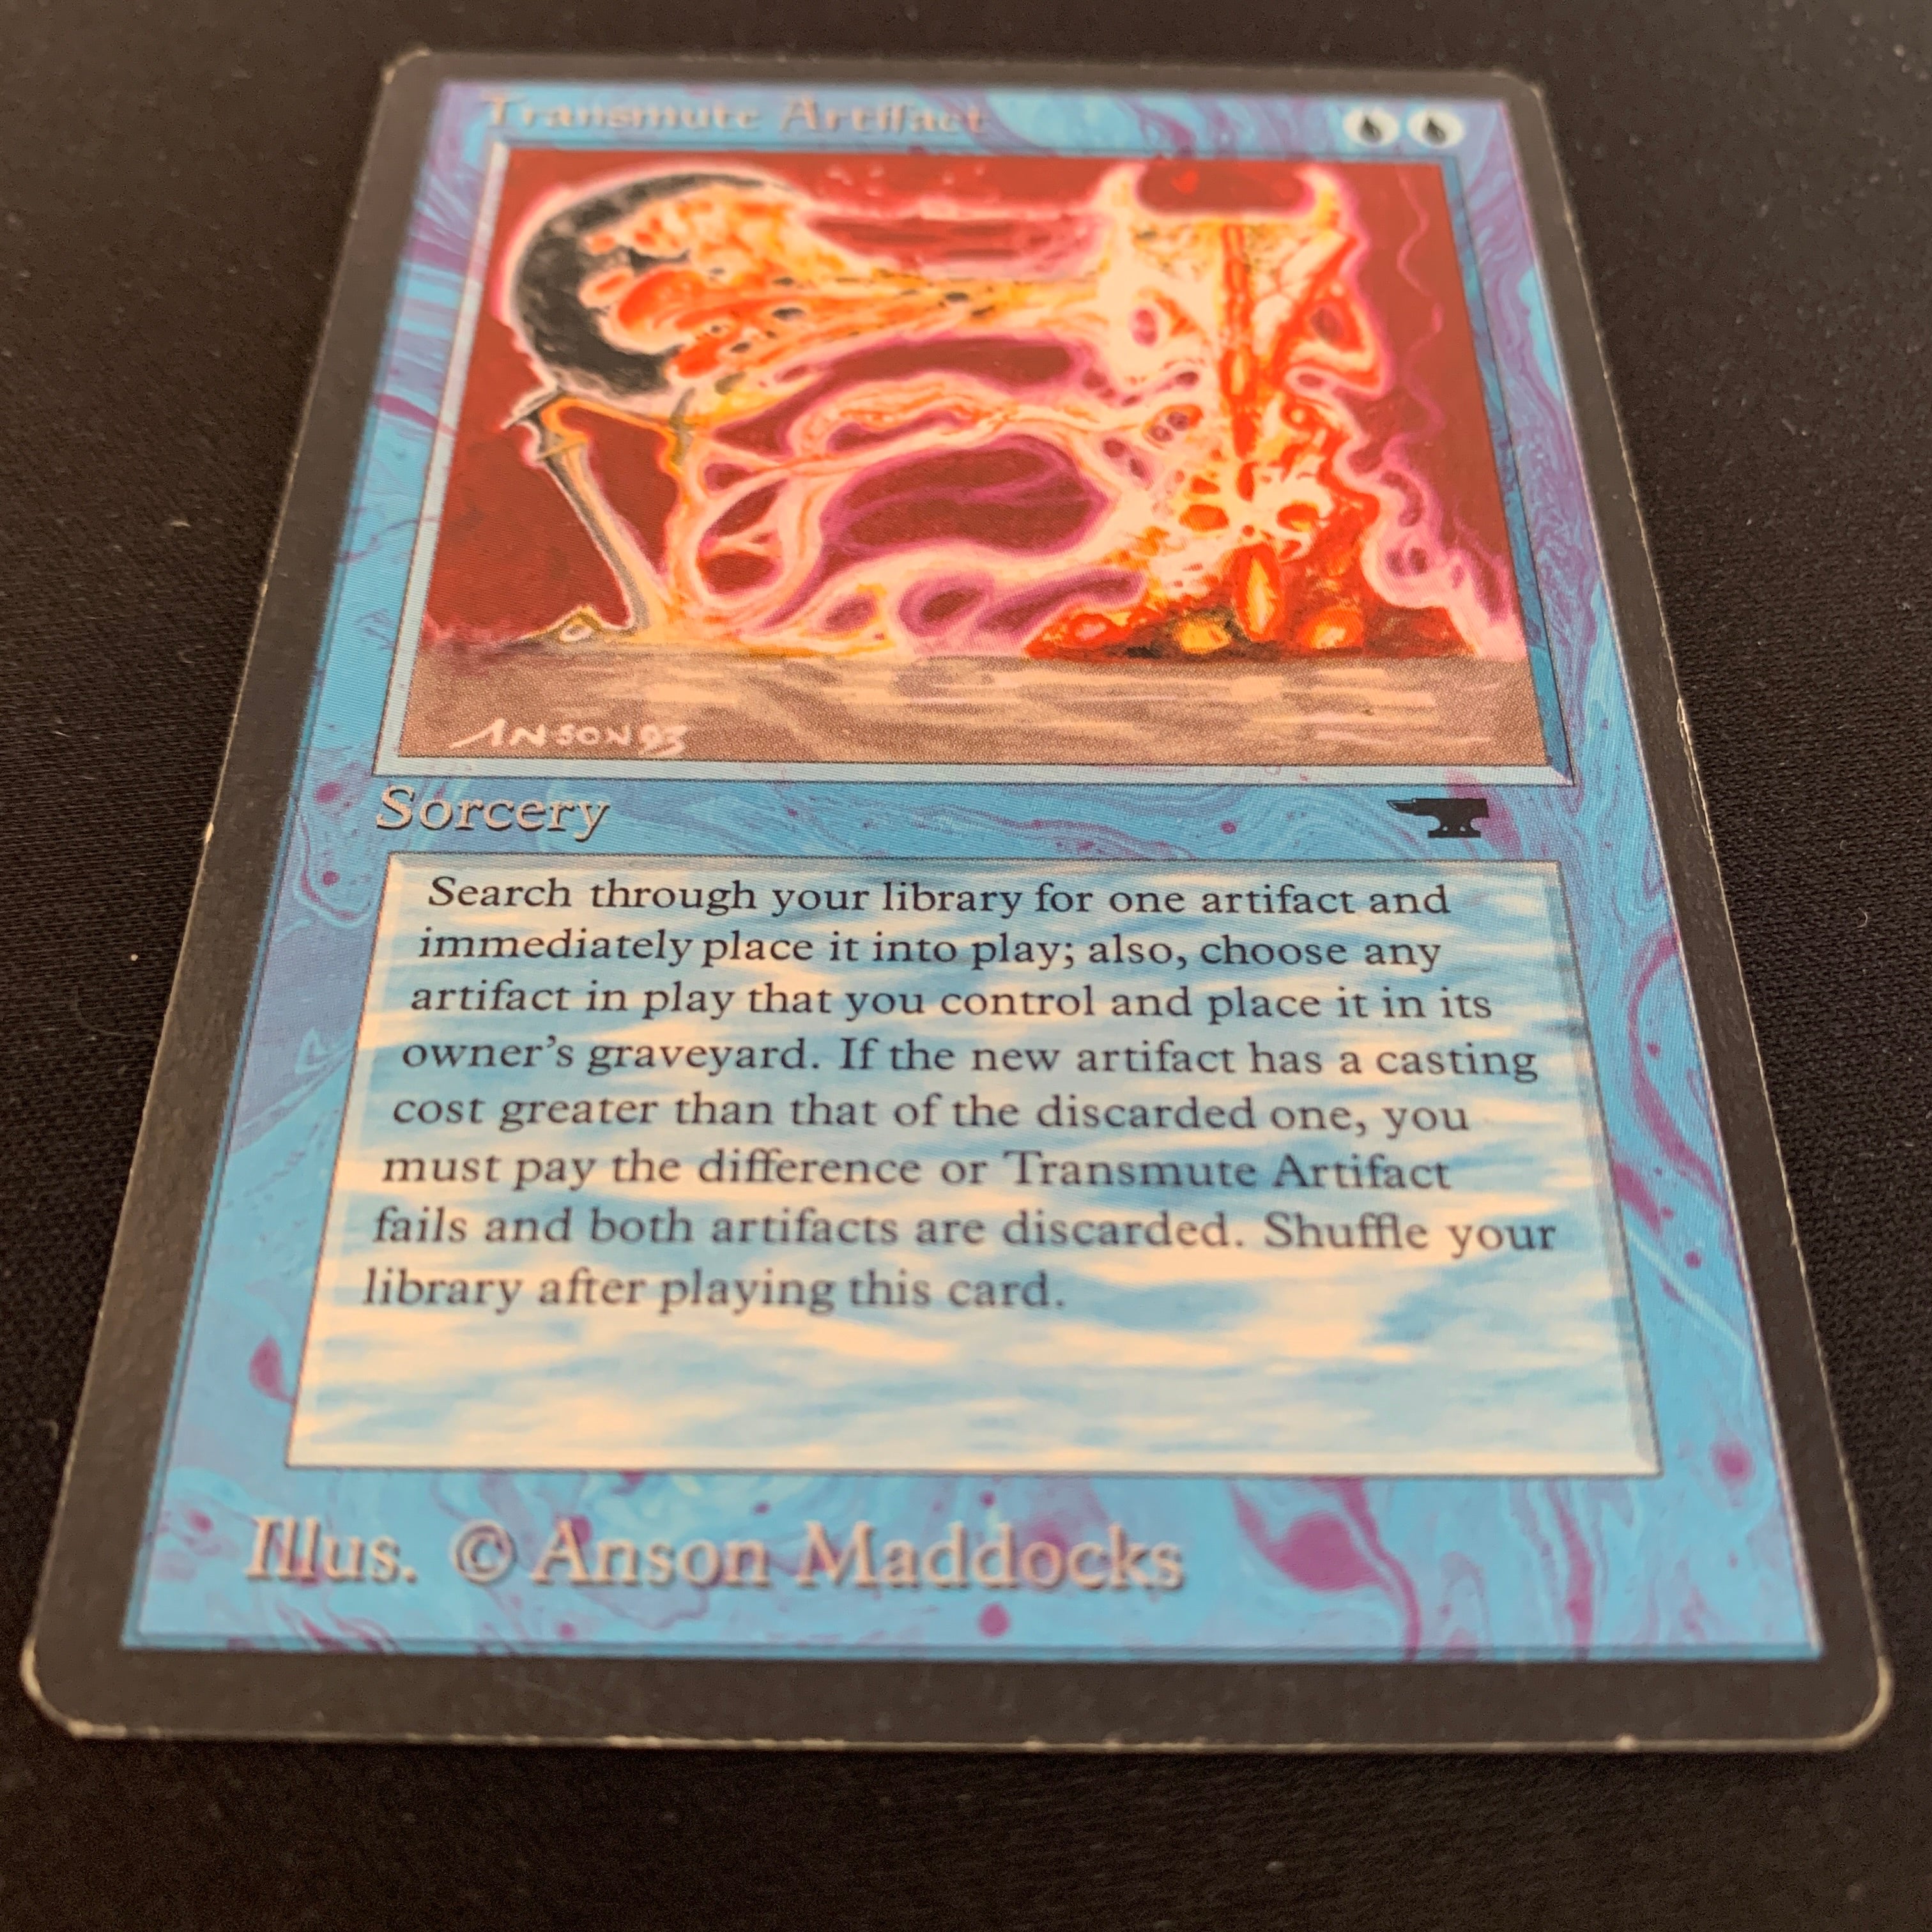 Transmute Artifact
ANSON93
Sorcery
Search through your library for one artifact and
immediately place it into play; also, choose any
artifact in play that you control and place it in its
owner's graveyard. If the new artifact has a casting
cost greater than that of the discarded one, you
must pay the difference or Transmute Artifact
fails and both artifacts are discarded. Shuffle your
library after playing this card.
Illus. © Anson Maddocks